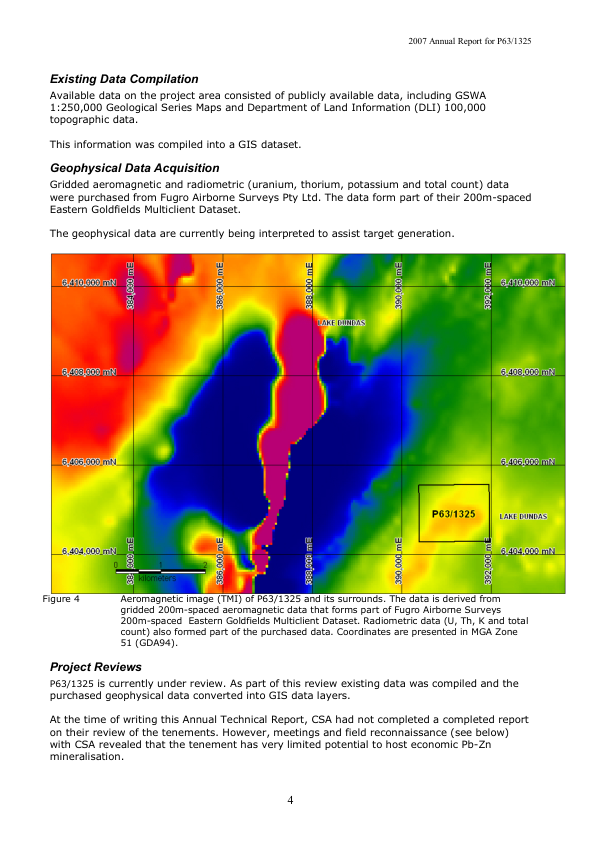 2007 Annual Report for P63/1325
Existing Data Compilation
Available data on the project area consisted of publicly available data, including GSWA
1:250,000 Geological Series Maps and Department of Land Information (DLI) 100,000
topographic data.
This information was compiled into a GIS dataset.
Geophysical Data Acquisition
Gridded aeromagnetic and radiometric (uranium, thorium, potassium and total count) data
were purchased from Fugro Airborne Surveys Pty Ltd. The data form part of their 200m-spaced
Eastern Goldfields Multiclient Dataset.
The geophysical data are currently being interpreted to assist target generation.
384,000 mE
386,000 mE
388,000 mE
390,000 mE
392,000 mE
6,410,000 mN
6,410,000 mN
LAKE DUNDAS
6,408,000 mN
6,408,000 mN
6,406,000 mN
6,406,000 mN
P63/1325
LAKE DUNDAS
6,404,000 mN
6,404,000 mN
384,000 mE
386,000 mE
388,000 mE
390,000 mE
392,000 mE
0 1 2
kilometers
Figure 4 Aeromagnetic image (TMI) of P63/1325 and its surrounds. The data is derived from
gridded 200m-spaced aeromagnetic data that forms part of Fugro Airborne Surveys
200m-spaced Eastern Goldfields Multiclient Dataset. Radiometric data (U, Th, K and total
count) also formed part of the purchased data. Coordinates are presented in MGA Zone
51 (GDA94).
Project Reviews
P63/1325 is currently under review. As part of this review existing data was compiled and the
purchased geophysical data converted into GIS data layers.
At the time of writing this Annual Technical Report, CSA had not completed a completed report
on their review of the tenements. However, meetings and field reconnaissance (see below)
with CSA revealed that the tenement has very limited potential to host economic Pb-Zn
mineralisation.
4